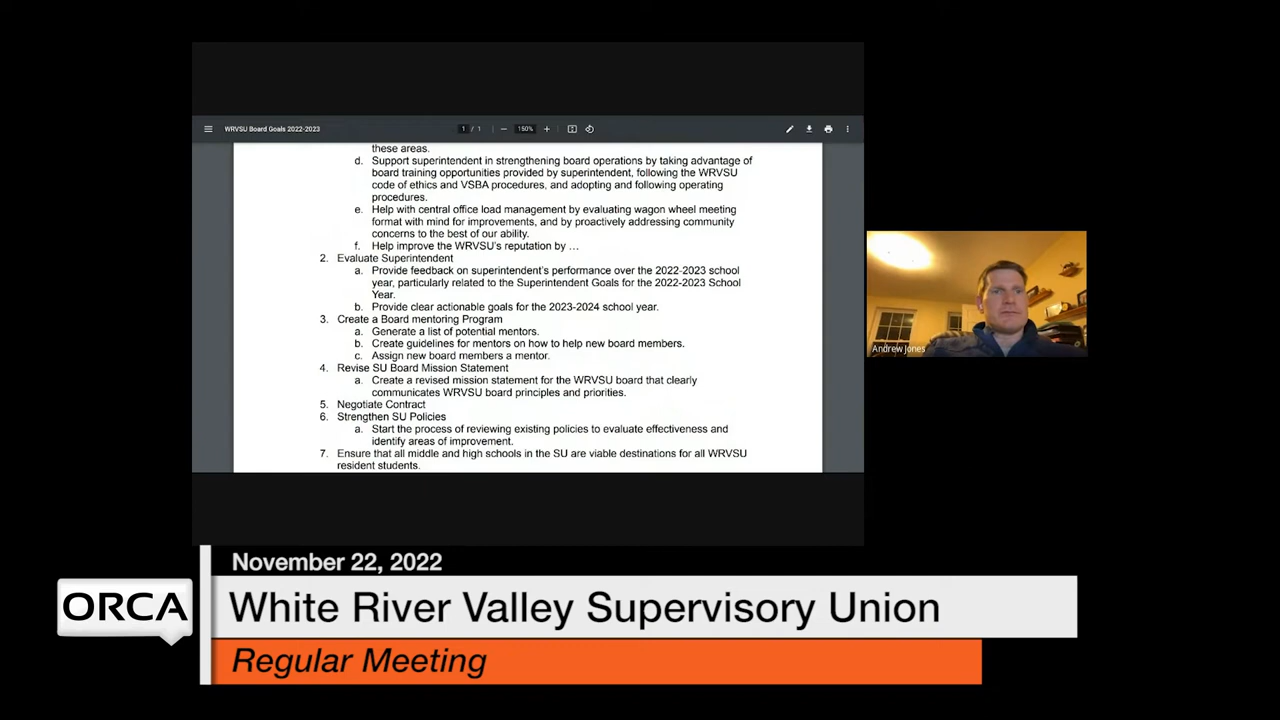 WRVSU Board Goals 2022-2023
1 / 1
150%
these areas.
d. Support superintendent in strengthening board operations by taking advantage of
board training opportunities provided by superintendent, following the WRVSU
code of ethics and VSBA procedures, and adopting and following operating
procedures.
e. Help with central office load management by evaluating wagon wheel meeting
format with mind for improvements, and by proactively addressing community
concerns to the best of our ability.
f. Help improve the WRVSU's reputation by …
2. Evaluate Superintendent
a. Provide feedback on superintendent's performance over the 2022-2023 school
year, particularly related to the Superintendent Goals for the 2022-2023 School
Year.
b. Provide clear actionable goals for the 2023-2024 school year.
3. Create a Board mentoring Program
a. Generate a list of potential mentors.
b. Create guidelines for mentors on how to help new board members.
c. Assign new board members a mentor.
4. Revise SU Board Mission Statement
a. Create a revised mission statement for the WRVSU board that clearly
communicates WRVSU board principles and priorities.
5. Negotiate Contract
6. Strengthen SU Policies
a. Start the process of reviewing existing policies to evaluate effectiveness and
identify areas of improvement.
7. Ensure that all middle and high schools in the SU are viable destinations for all WRVSU
resident students.
Andrew Jones
November 22, 2022
ORCA
White River Valley Supervisory Union
Regular Meeting